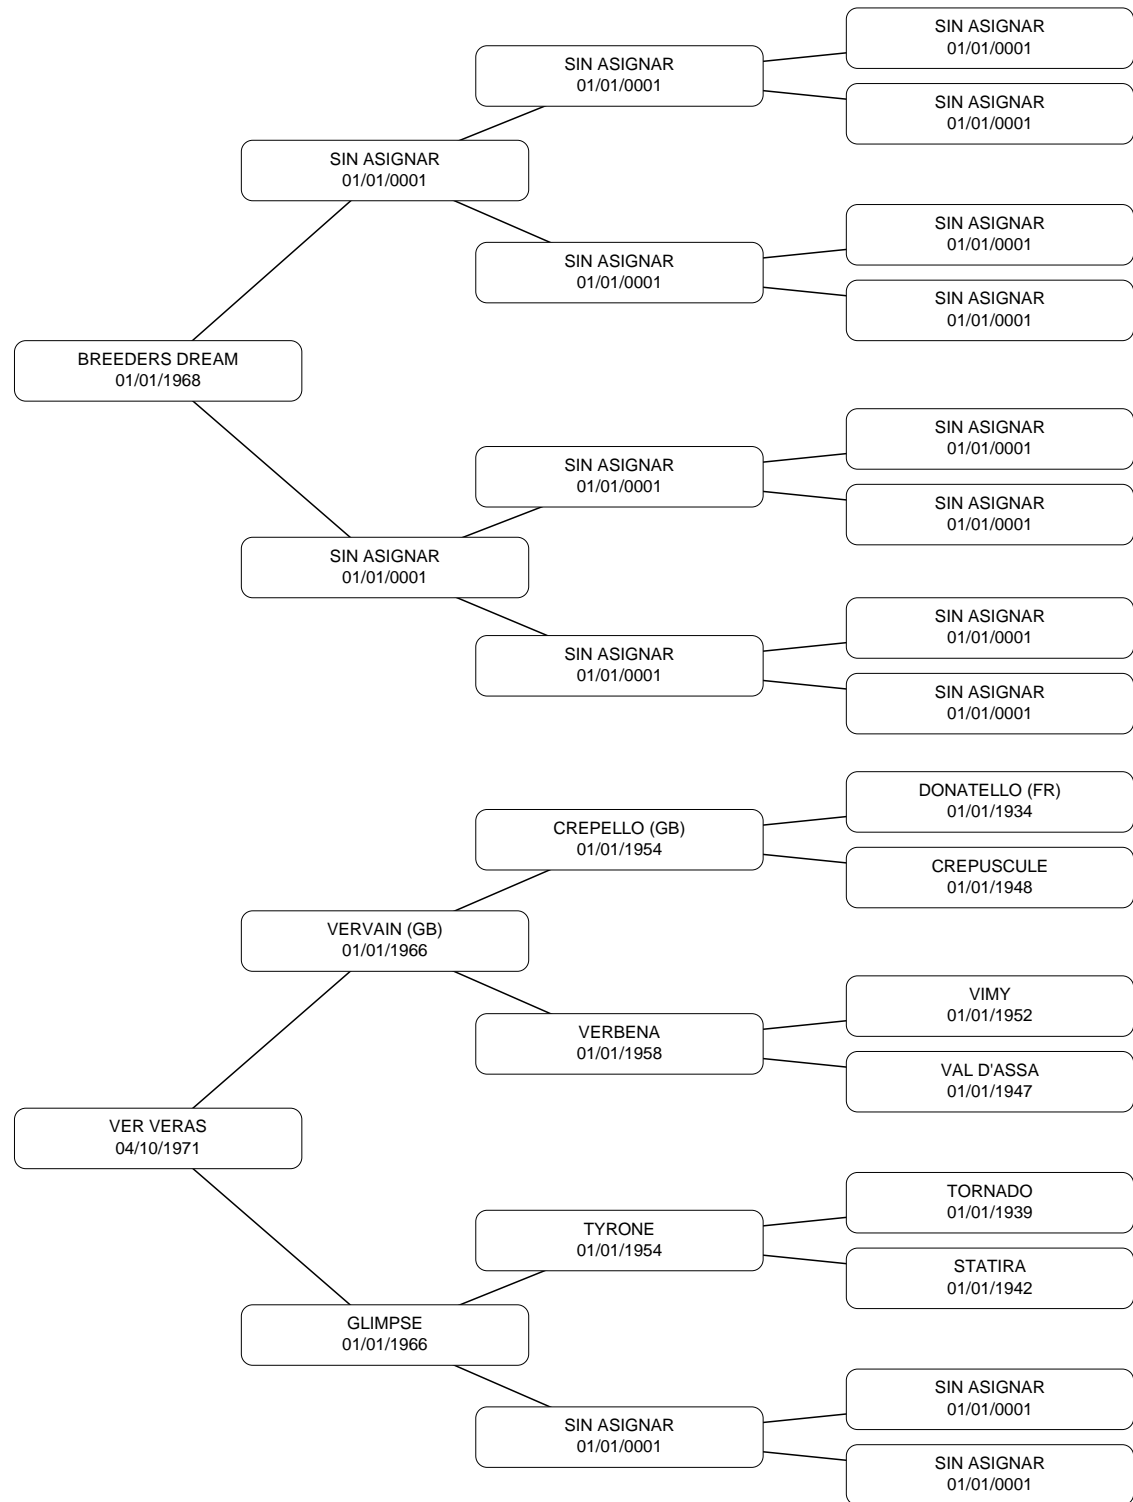 SIN ASIGNAR
01/01/0001
SIN ASIGNAR
01/01/0001
SIN ASIGNAR
01/01/0001
SIN ASIGNAR
01/01/0001
SIN ASIGNAR
01/01/0001
SIN ASIGNAR
01/01/0001
SIN ASIGNAR
01/01/0001
BREEDERS DREAM
01/01/1968
SIN ASIGNAR
01/01/0001
SIN ASIGNAR
01/01/0001
SIN ASIGNAR
01/01/0001
SIN ASIGNAR
01/01/0001
SIN ASIGNAR
01/01/0001
SIN ASIGNAR
01/01/0001
SIN ASIGNAR
01/01/0001
DONATELLO (FR)
01/01/1934
CREPELLO (GB)
01/01/1954
CREPUSCULE
01/01/1948
VERVAIN (GB)
01/01/1966
VIMY
01/01/1952
VERBENA
01/01/1958
VAL D'ASSA
01/01/1947
VER VERAS
04/10/1971
TORNADO
01/01/1939
TYRONE
01/01/1954
STATIRA
01/01/1942
GLIMPSE
01/01/1966
SIN ASIGNAR
01/01/0001
SIN ASIGNAR
01/01/0001
SIN ASIGNAR
01/01/0001